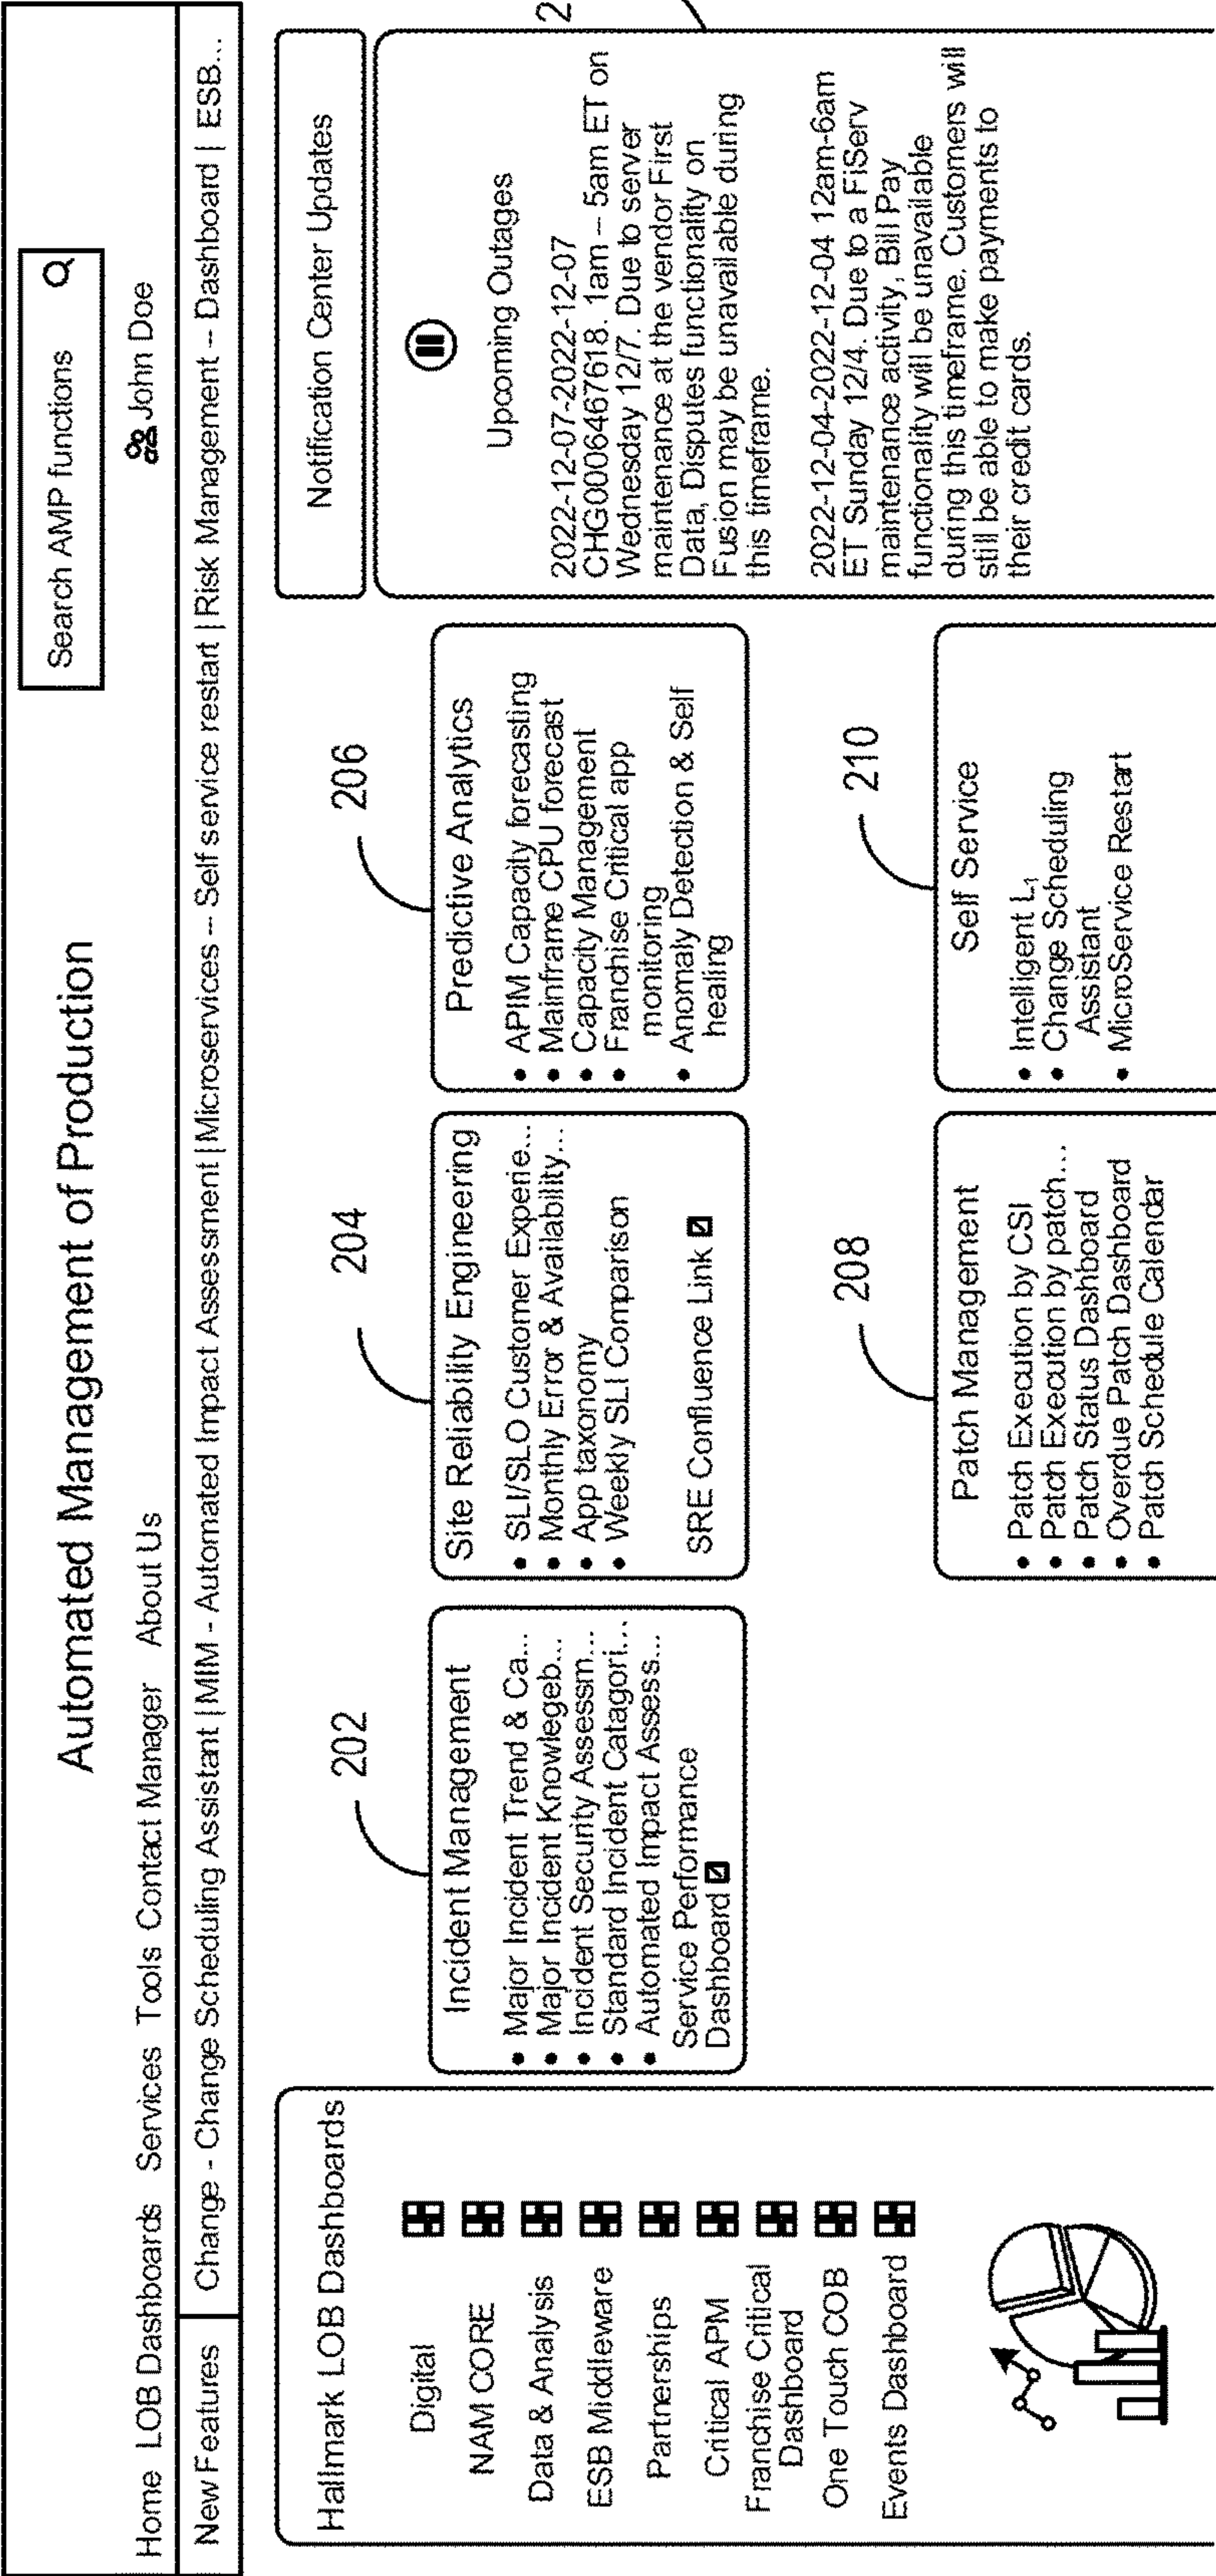 Automated Management of Production
Search AMP functions
Home LOB Dashboards Services Tools Contact Manager About Us
John Doe
New Features
Change - Change Scheduling Assistant | MIM - Automated Impact Assessment | Microservices -- Self service restart | Risk Management -- Dashboard | ESB...
Hallmark LOB Dashboards
Digital
NAM CORE
Data & Analysis
ESB Middleware
Partnerships
Critical APM
Franchise Critical
Dashboard
One Touch COB
Events Dashboard
202
Incident Management
• Major Incident Trend & Ca...
• Major Incident Knowlegeb...
• Incident Security Assessm...
• Standard Incident Catagori...
• Automated Impact Assess...
Service Performance
Dashboard
204
Site Reliability Engineering
• SLI/SLO Customer Experie...
• Monthly Error & Availability...
• App taxonomy
• Weekly SLI Comparison
SRE Confluence Link
206
Predictive Analytics
• APIM Capacity forecasting
• Mainframe CPU forecast
• Capacity Management
• Franchise Critical app
monitoring
• Anomaly Detection & Self
healing
208
Patch Management
• Patch Execution by CSI
• Patch Execution by patch...
• Patch Status Dashboard
• Overdue Patch Dashboard
• Patch Schedule Calendar
210
Self Service
• Intelligent L₁
• Change Scheduling
Assistant
• MicroService Restart
Notification Center Updates
2
Upcoming Outages
2022-12-07-2022-12-07
CHG0006467618. 1am -- 5am ET on
Wednesday 12/7. Due to server
maintenance at the vendor First
Data, Disputes functionality on
Fusion may be unavailable during
this timeframe.
2022-12-04-2022-12-04 12am-6am
ET Sunday 12/4. Due to a FiServ
maintenance activity, Bill Pay
functionality will be unavailable
during this timeframe. Customers will
still be able to make payments to
their credit cards.